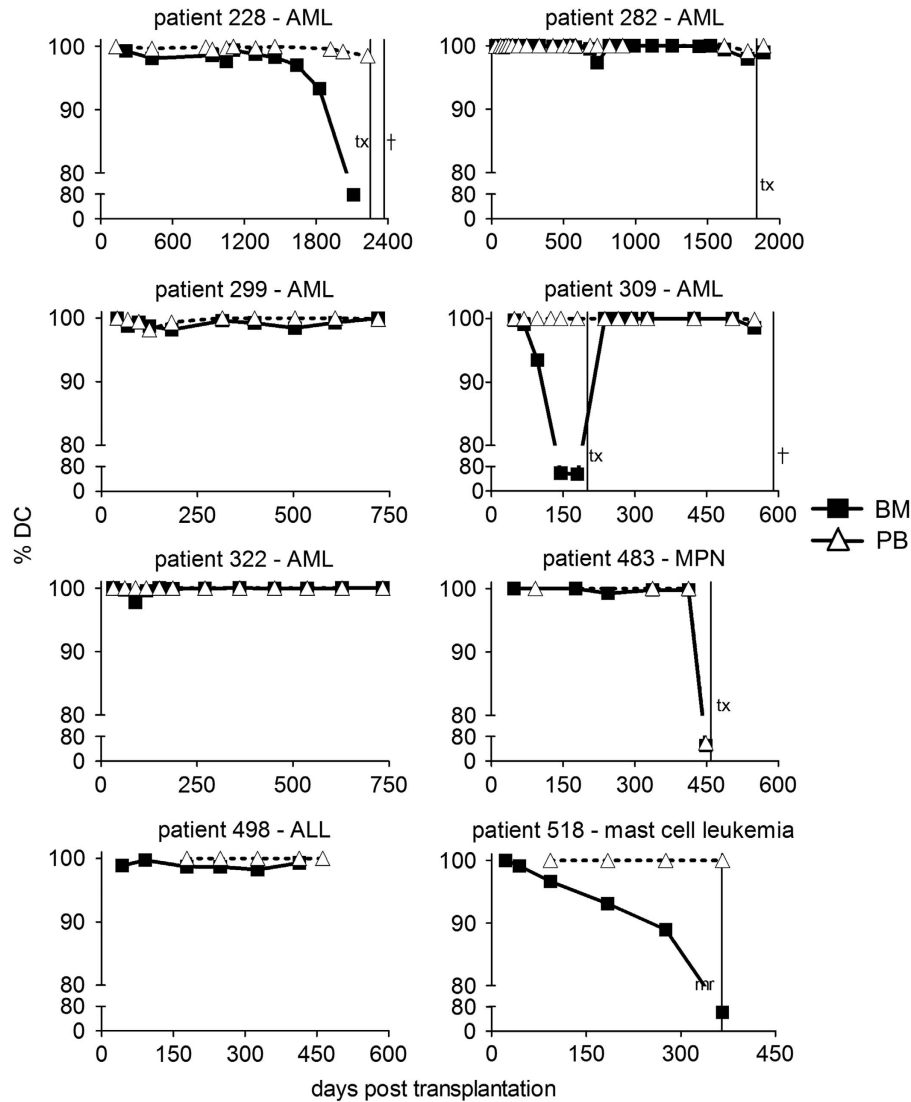 patient 228 - AML
100
90
80
80
0
0 600 1200 1800 2400
tx †
patient 282 - AML
100
90
80
80
0
0 500 1000 1500 2000
tx
patient 299 - AML
100
90
80
80
0
0 250 500 750
patient 309 - AML
100
90
80
80
0
0 150 300 450 600
tx †
% DC
BM
PB
patient 322 - AML
100
90
80
80
0
0 250 500 750
patient 483 - MPN
100
90
80
80
0
0 150 300 450 600
tx
patient 498 - ALL
100
90
80
80
0
0 150 300 450 600
patient 518 - mast cell leukemia
100
90
80
80
0
0 150 300 450
mr
days post transplantation